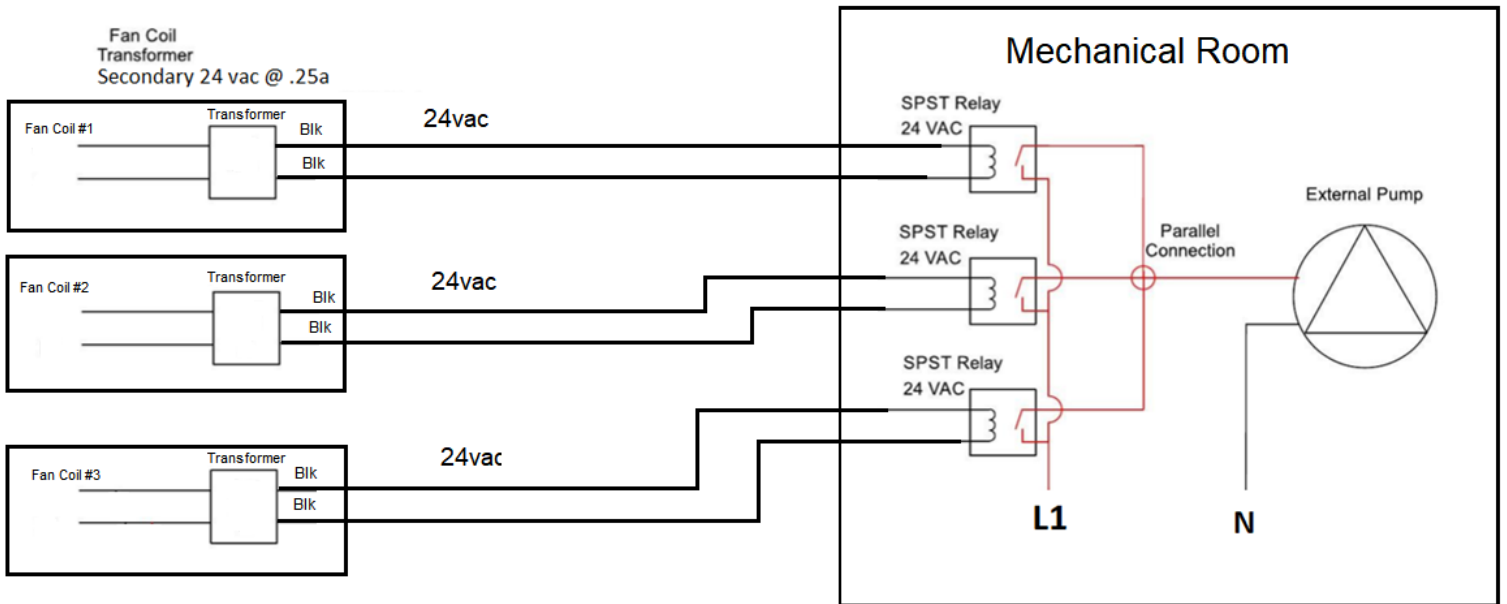 Fan Coil
Transformer
Secondary 24 vac @ .25a
Mechanical Room
Fan Coil #1
Transformer
Blk
Blk
24vac
SPST Relay
24 VAC
External Pump
Parallel
Connection
Fan Coil #2
Transformer
Blk
Blk
24vac
SPST Relay
24 VAC
Fan Coil #3
Transformer
Blk
Blk
24vac
SPST Relay
24 VAC
L1
N